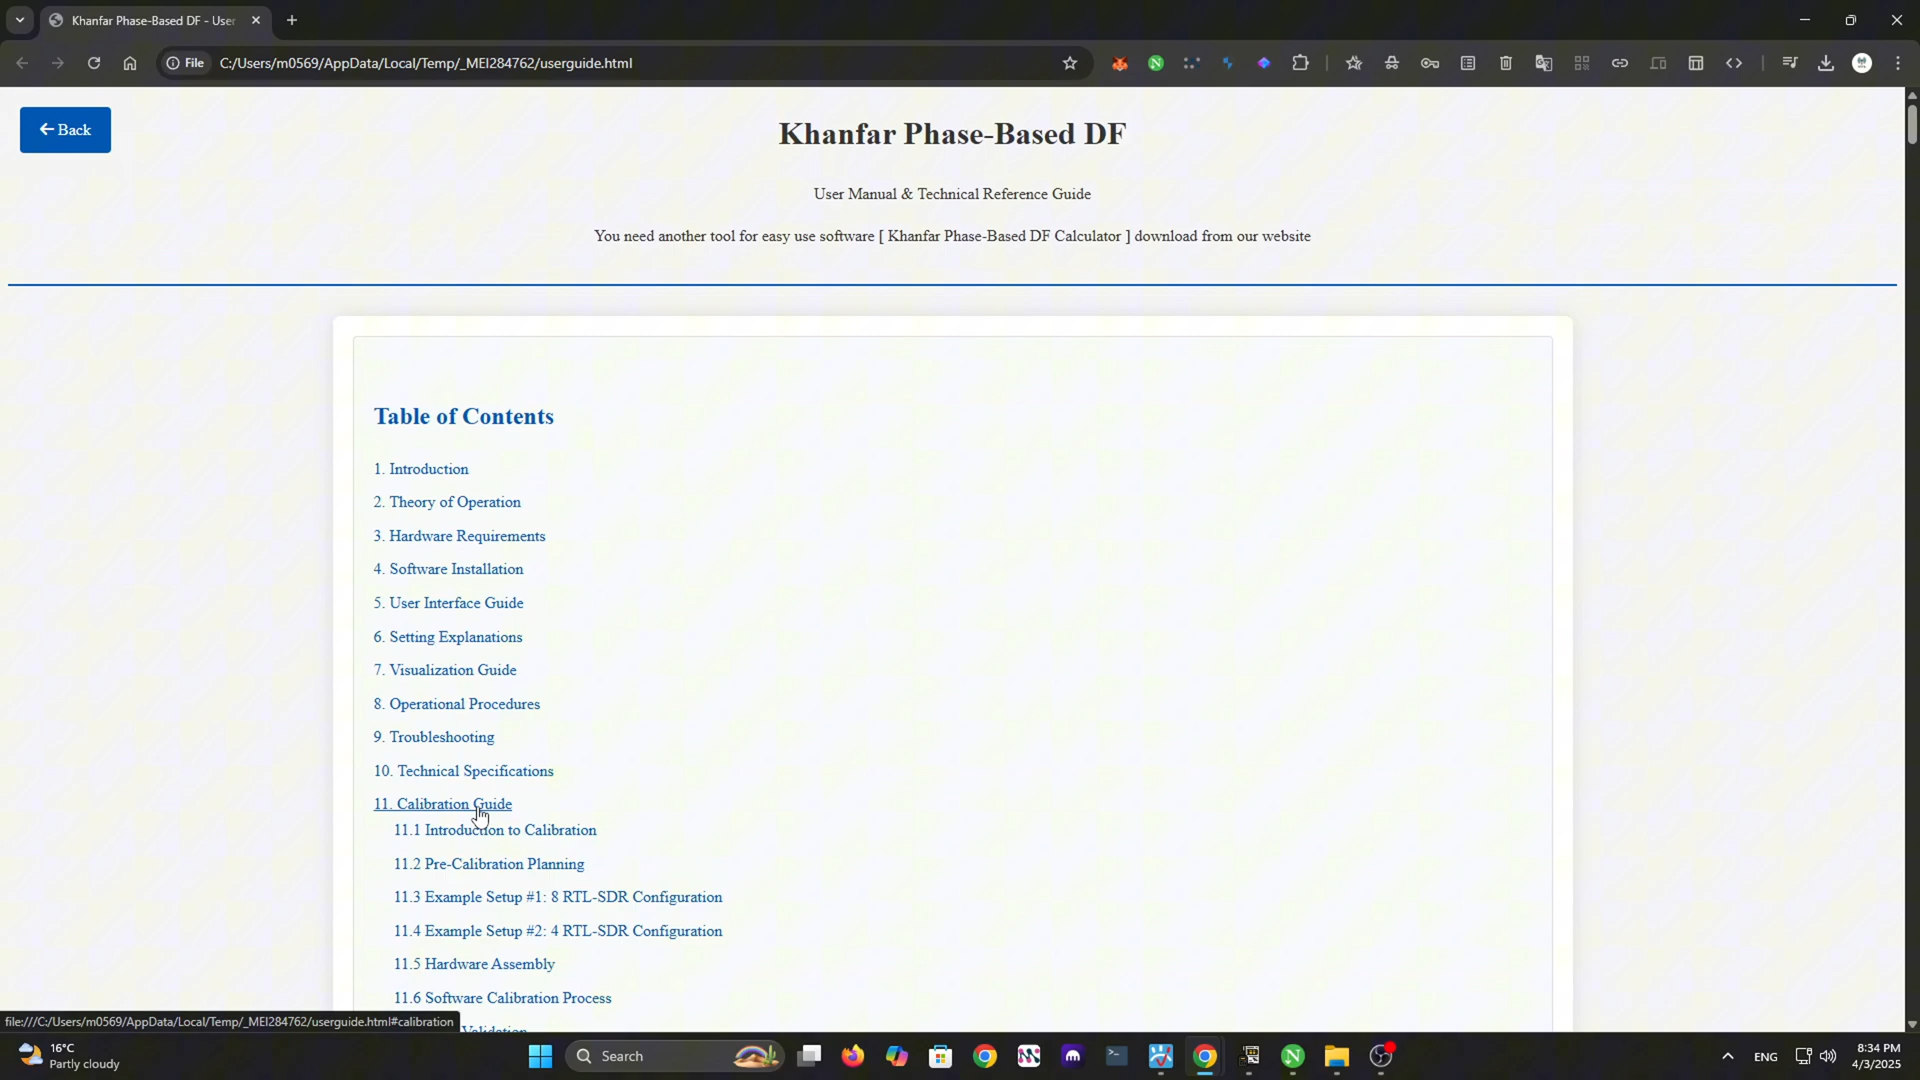 Khanfar Phase-Based DF - User
File
C:/Users/m0569/AppData/Local/Temp/_MEI284762/userguide.html
Back
Khanfar Phase-Based DF
User Manual & Technical Reference Guide
You need another tool for easy use software [ Khanfar Phase-Based DF Calculator ] download from our website
Table of Contents
1. Introduction
2. Theory of Operation
3. Hardware Requirements
4. Software Installation
5. User Interface Guide
6. Setting Explanations
7. Visualization Guide
8. Operational Procedures
9. Troubleshooting
10. Technical Specifications
11. Calibration Guide
11.1 Introduction to Calibration
11.2 Pre-Calibration Planning
11.3 Example Setup #1: 8 RTL-SDR Configuration
11.4 Example Setup #2: 4 RTL-SDR Configuration
11.5 Hardware Assembly
11.6 Software Calibration Process
Validation
file:///C:/Users/m0569/AppData/Local/Temp/_MEI284762/userguide.html#calibration
16°C
Partly cloudy
Search
ENG
8:34 PM
4/3/2025